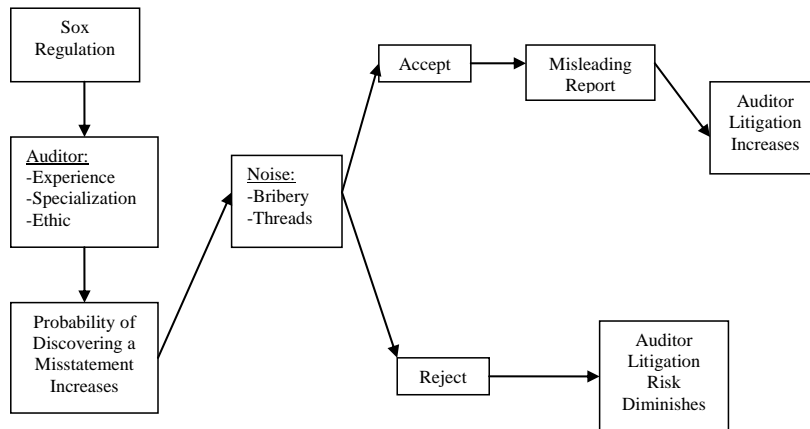 Sox
Regulation
Auditor:
-Experience
-Specialization
-Ethic
Probability of
Discovering a
Misstatement
Increases
Noise:
-Bribery
-Threads
Accept
Misleading
Report
Auditor
Litigation
Increases
Reject
Auditor
Litigation
Risk
Diminishes